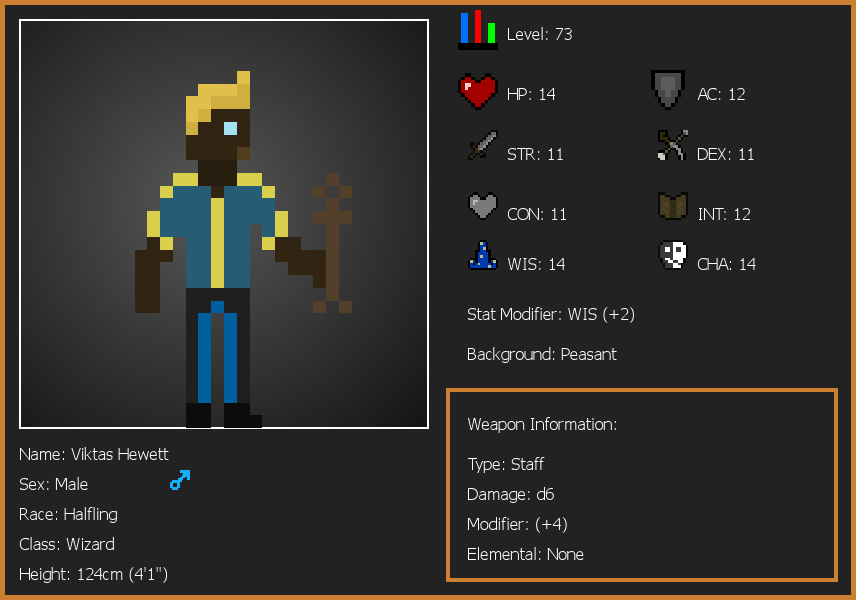 Level: 73
HP: 14
AC: 12
STR: 11
DEX: 11
CON: 11
INT: 12
WIS: 14
CHA: 14
Stat Modifier: WIS (+2)
Background: Peasant
Weapon Information:
Type: Staff
Damage: d6
Modifier: (+4)
Elemental: None
Name: Viktas Hewett
Sex: Male
Race: Halfling
Class: Wizard
Height: 124cm (4'1")